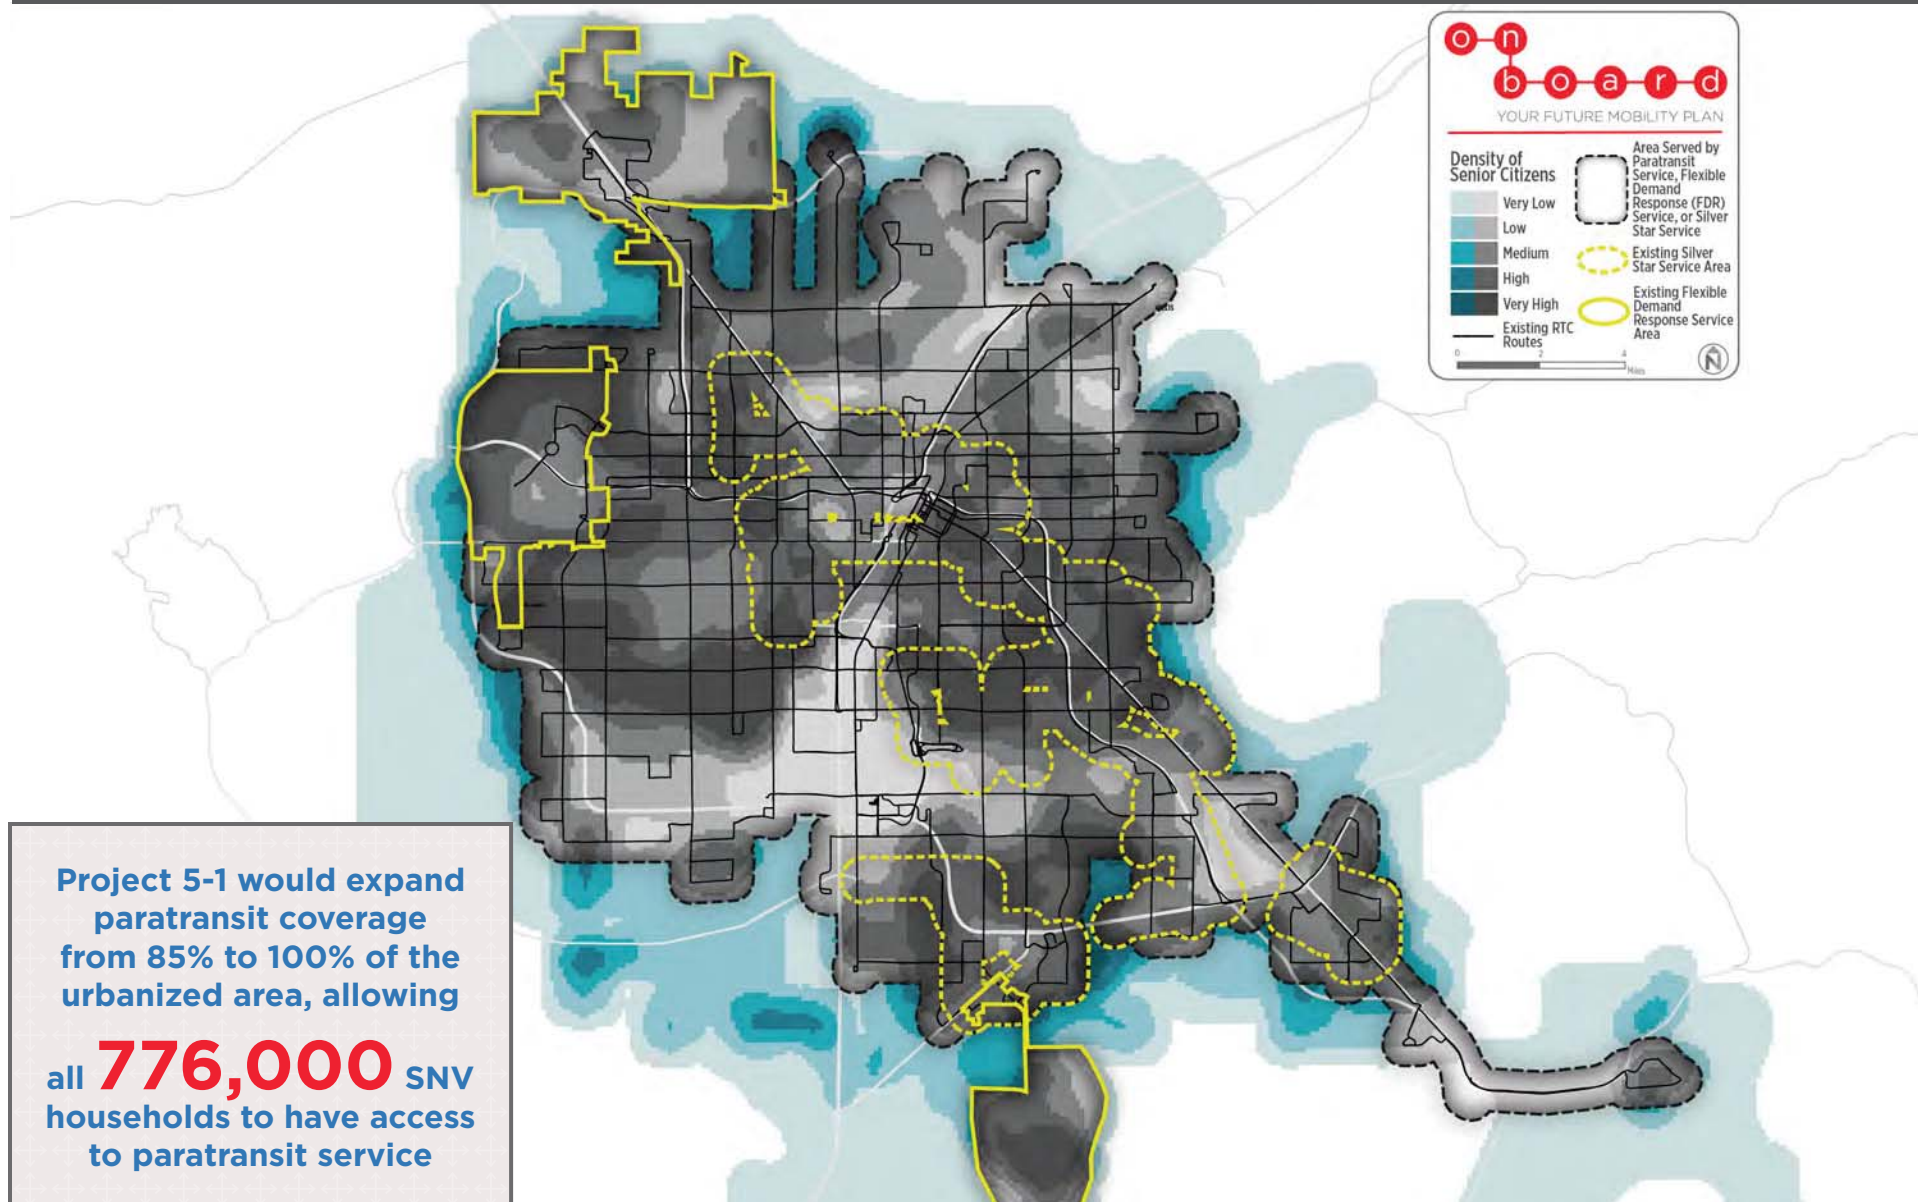 on
board
YOUR FUTURE MOBILITY PLAN
Density of
Senior Citizens
Very Low
Low
Medium
High
Very High
Existing RTC
Routes
Area Served by
Paratransit
Service, Flexible
Demand
Response (FDR)
Service, or Silver
Star Service
Existing Silver
Star Service Area
Existing Flexible
Demand
Response Service
Area
0 2 4
Miles
N
Project 5-1 would expand
paratransit coverage
from 85% to 100% of the
urbanized area, allowing
all 776,000 SNV
households to have access
to paratransit service